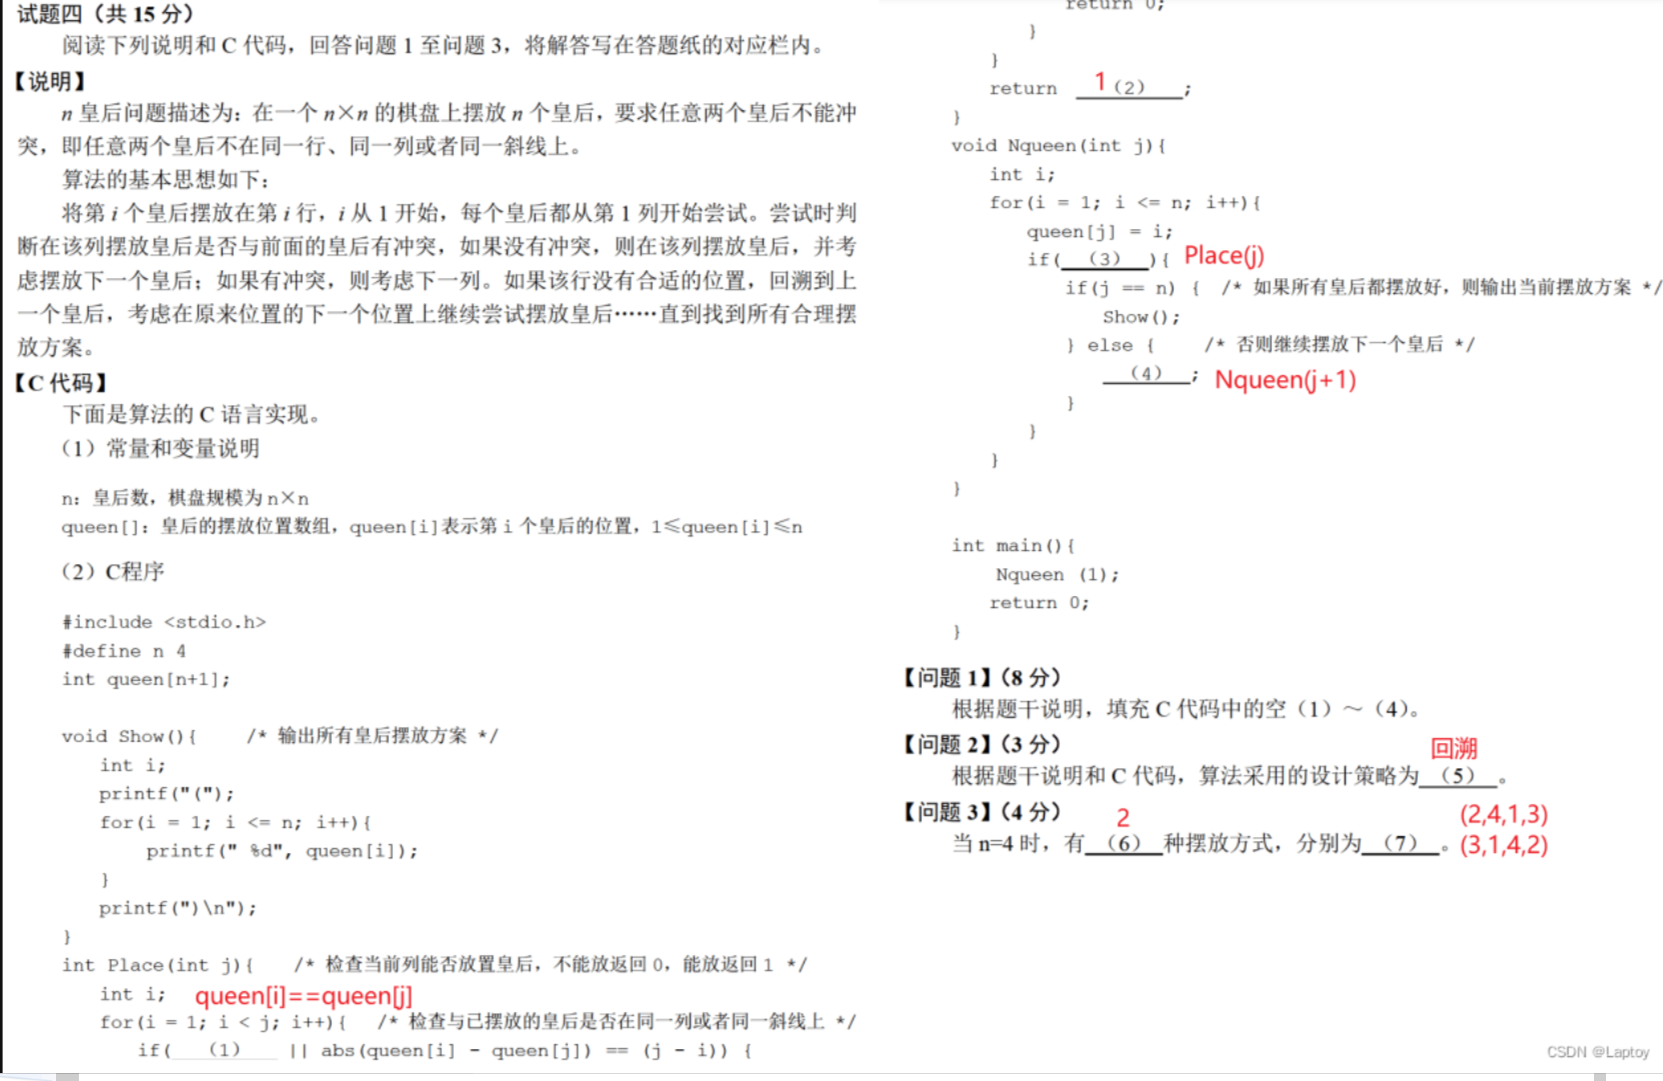 试题四（共 15 分）
阅读下列说明和 C 代码，回答问题 1 至问题 3，将解答写在答题纸的对应栏内。
【说明】
n 皇后问题描述为：在一个 n×n 的棋盘上摆放 n 个皇后，要求任意两个皇后不能冲
突，即任意两个皇后不在同一行、同一列或者同一斜线上。
算法的基本思想如下：
将第 i 个皇后摆放在第 i 行，i 从 1 开始，每个皇后都从第 1 列开始尝试。尝试时判
断在该列摆放皇后是否与前面的皇后有冲突，如果没有冲突，则在该列摆放皇后，并考
虑摆放下一个皇后；如果有冲突，则考虑下一列。如果该行没有合适的位置，回溯到上
一个皇后，考虑在原来位置的下一个位置上继续尝试摆放皇后……直到找到所有合理摆
放方案。
【C 代码】
下面是算法的 C 语言实现。
（1）常量和变量说明
n：皇后数，棋盘规模为 n×n
queen[]：皇后的摆放位置数组，queen[i]表示第 i 个皇后的位置，1≤queen[i]≤n
（2）C程序
#include <stdio.h>
#define n 4
int queen[n+1];
void Show(){ /* 输出所有皇后摆放方案 */
int i;
printf("(");
for(i = 1; i <= n; i++){
printf(" %d", queen[i]);
}
printf(")\n");
}
int Place(int j){ /* 检查当前列能否放置皇后，不能放返回 0，能放返回 1 */
int i; queen[i]==queen[j]
for(i = 1; i < j; i++){ /* 检查与已摆放的皇后是否在同一列或者同一斜线上 */
if( （1） || abs(queen[i] - queen[j]) == (j - i)) {
return 0;
}
}
return 1（2） ;
}
void Nqueen(int j){
int i;
for(i = 1; i <= n; i++){
queen[j] = i;
if( （3） ){ Place(j)
if(j == n) { /* 如果所有皇后都摆放好，则输出当前摆放方案 */
Show();
} else { /* 否则继续摆放下一个皇后 */
（4） ; Nqueen(j+1)
}
}
}
}
int main(){
Nqueen (1);
return 0;
}
【问题 1】（8 分）
根据题干说明，填充 C 代码中的空（1）～（4）。
【问题 2】（3 分） 回溯
根据题干说明和 C 代码，算法采用的设计策略为（5）。
【问题 3】（4 分） 2 (2,4,1,3)
当 n=4 时，有（6）种摆放方式，分别为（7）。(3,1,4,2)
CSDN @Laptoy